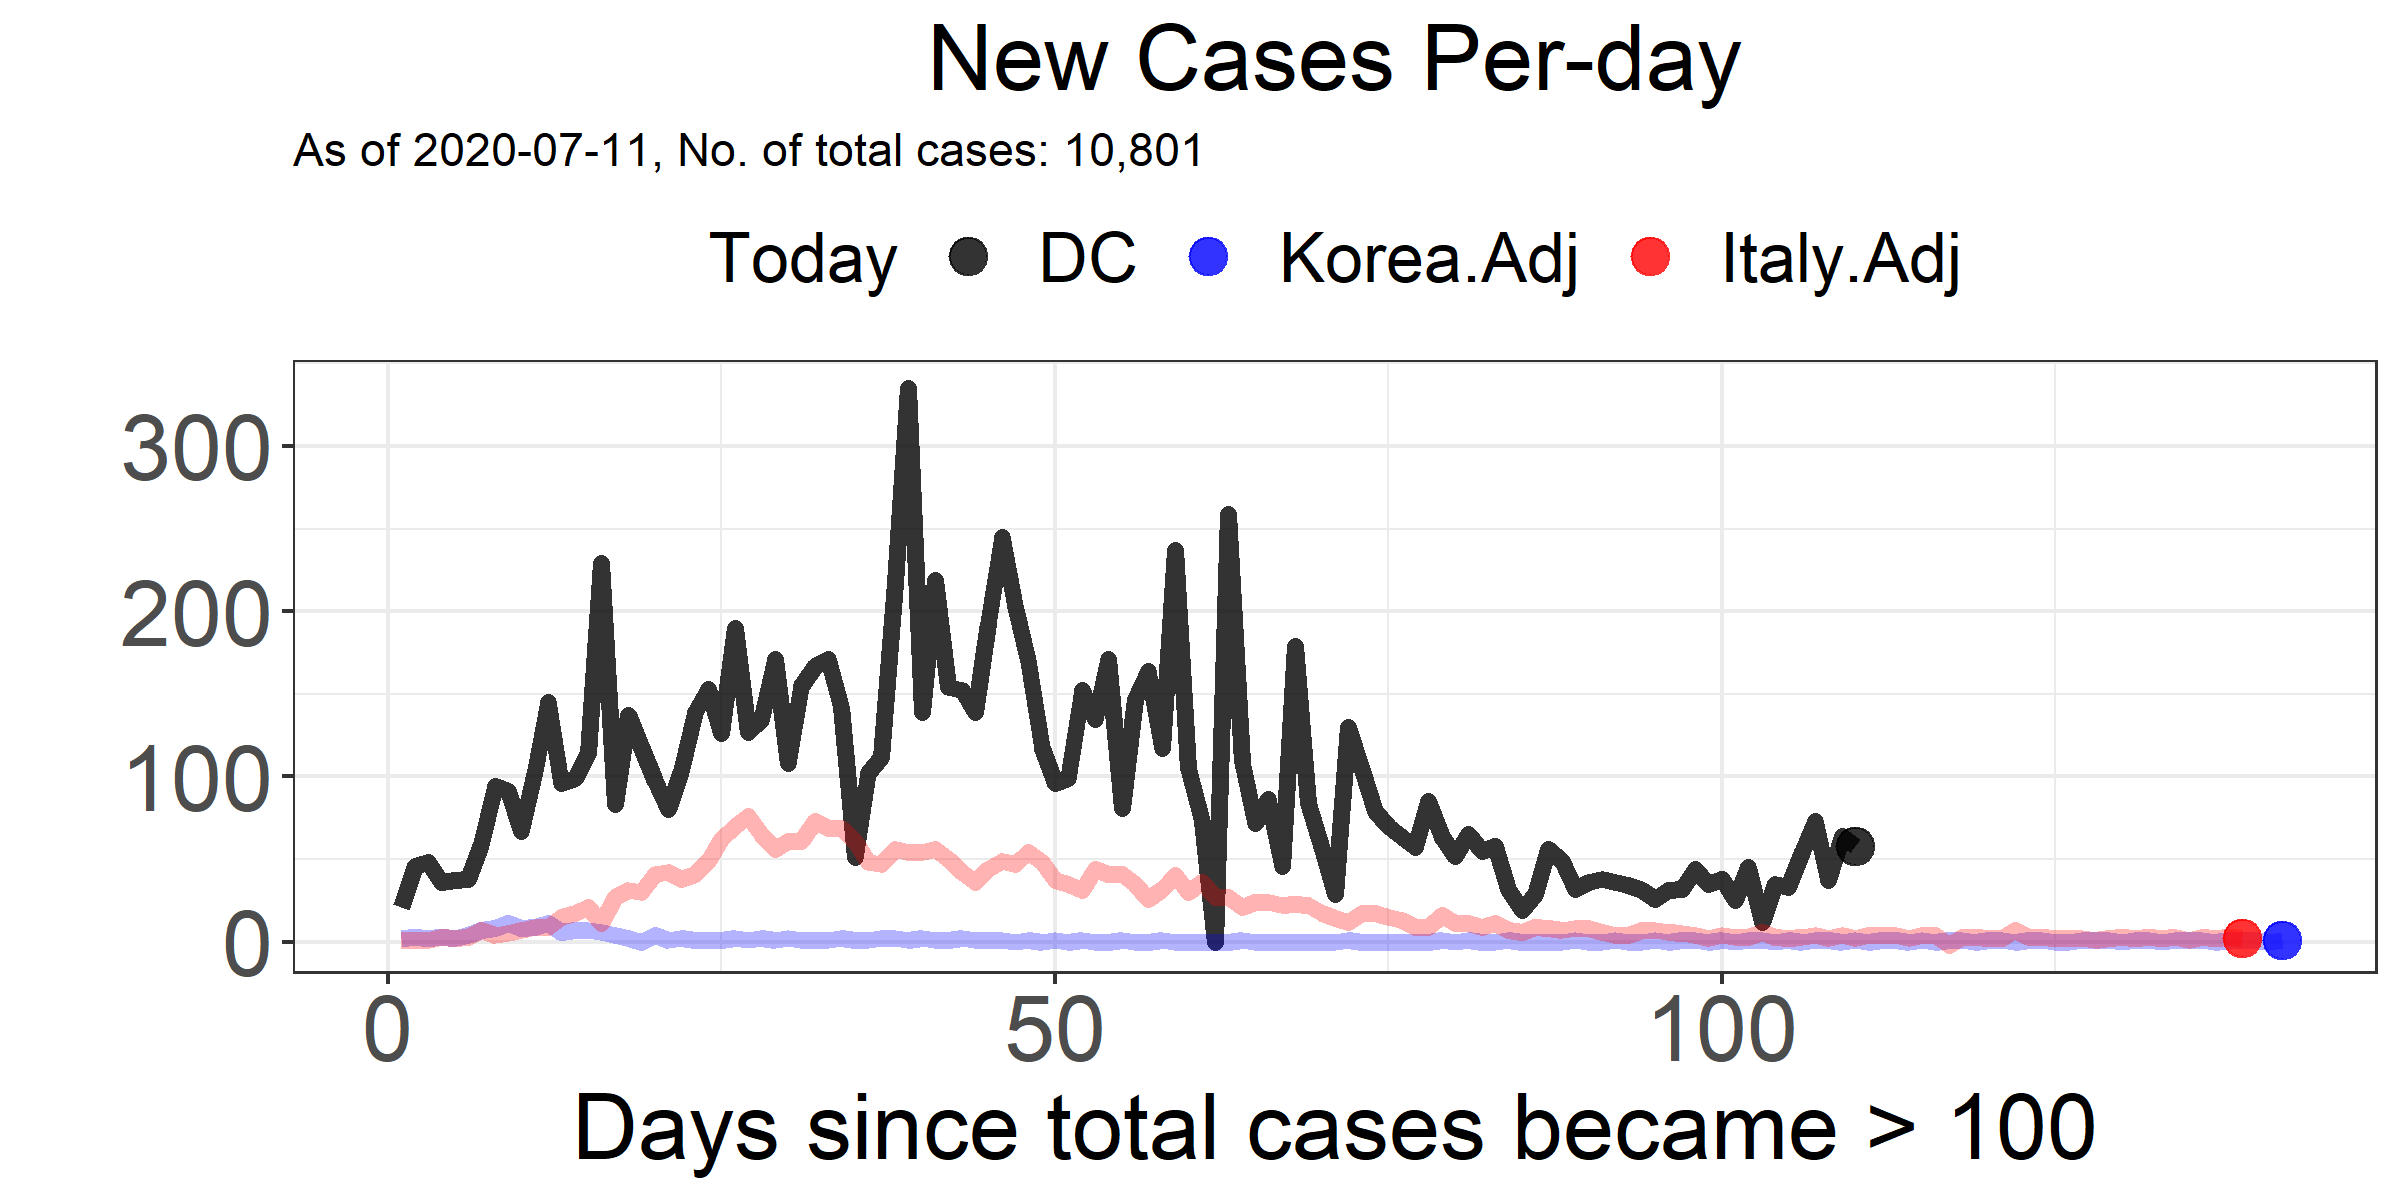 New Cases Per-day
As of 2020-07-11, No. of total cases: 10,801
Today DC Korea.Adj Italy.Adj
300
200
100
0
0 50 100
Days since total cases became > 100